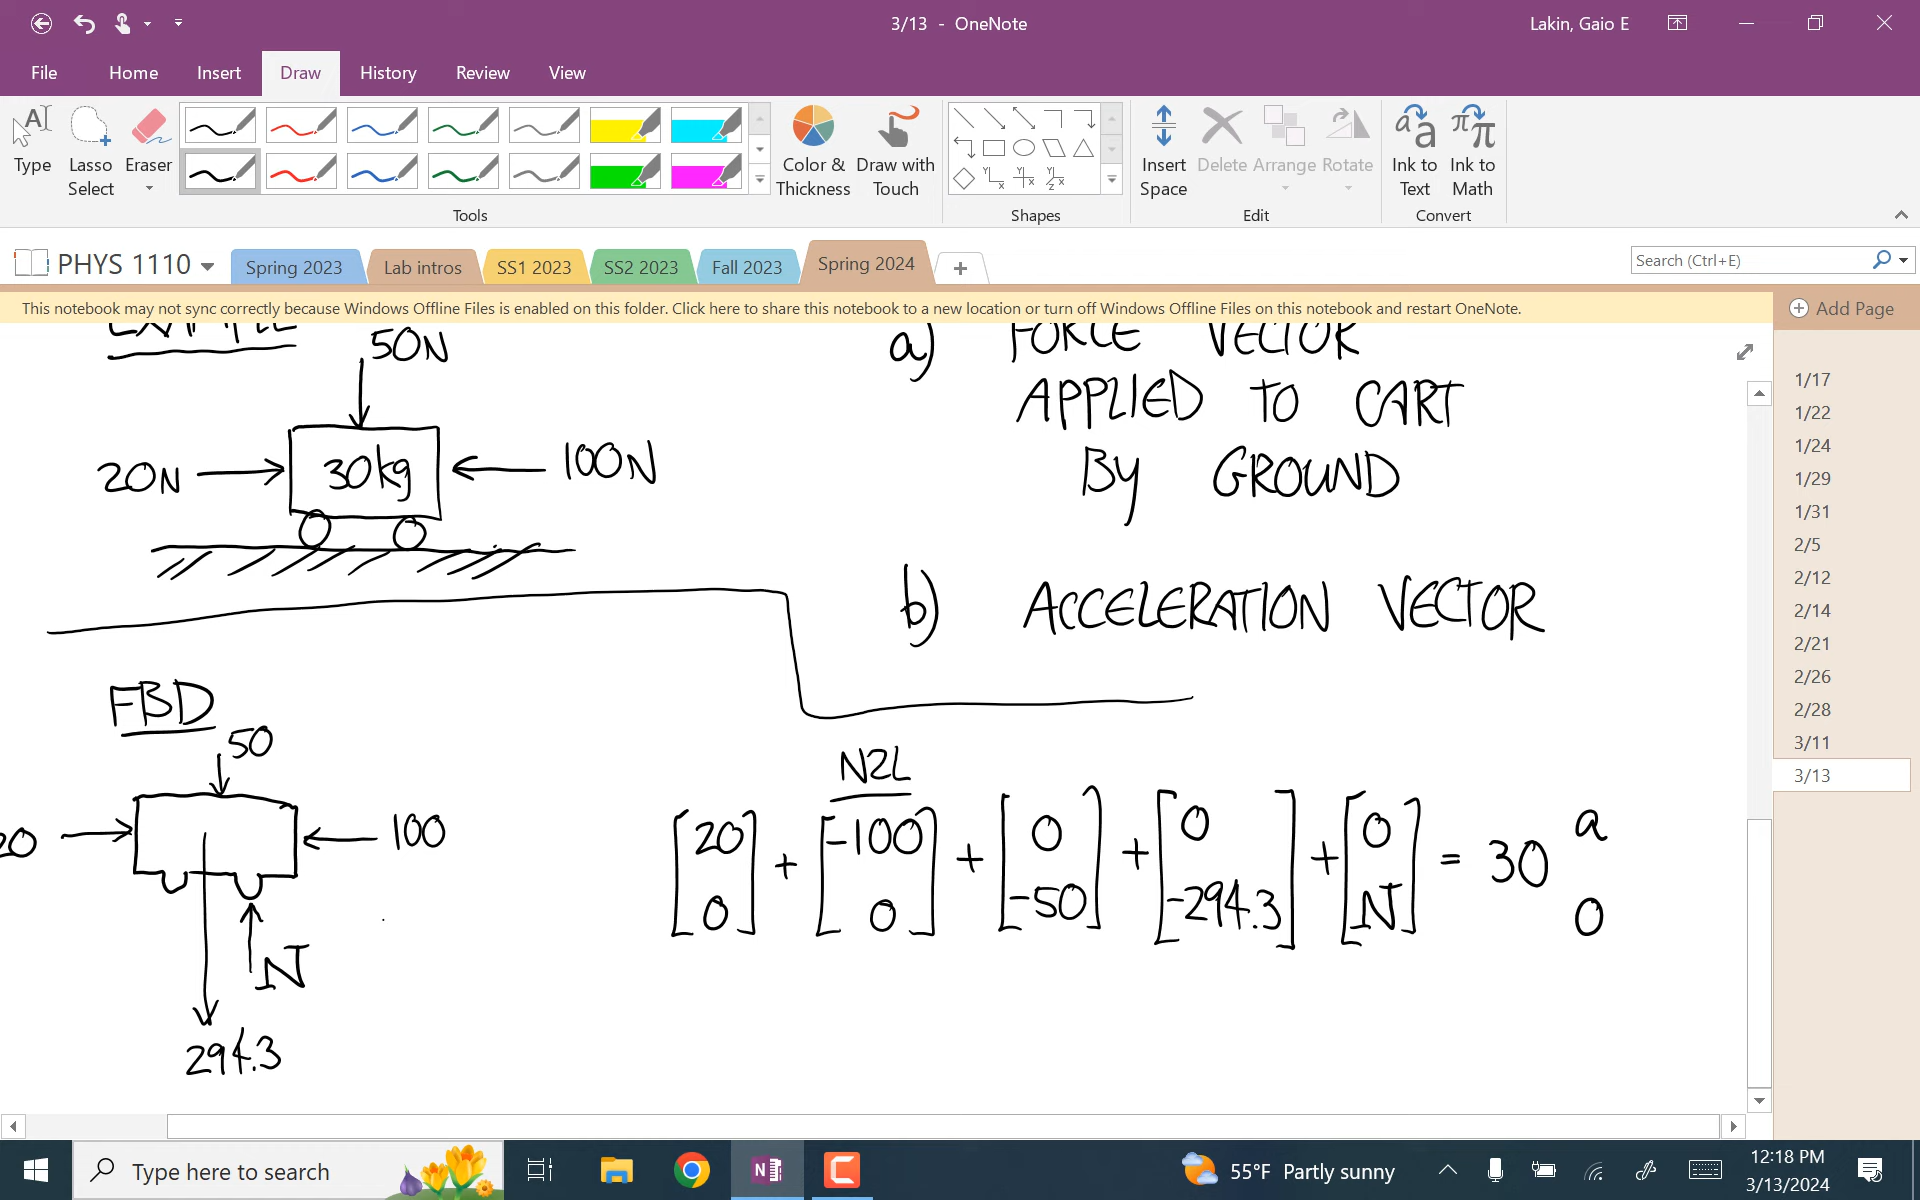 3/13 - OneNote
Lakin, Gaio E
File Home Insert Draw History Review View
Type
Lasso Select
Eraser
Color & Thickness
Draw with Touch
Insert Space
Delete
Arrange
Rotate
Ink to Text
Ink to Math
Tools
Shapes
Edit
Convert
PHYS 1110
Spring 2023
Lab intros
SS1 2023
SS2 2023
Fall 2023
Spring 2024
+
Search (Ctrl+E)
This notebook may not sync correctly because Windows Offline Files is enabled on this folder. Click here to share this notebook to a new location or turn off Windows Offline Files on this notebook and restart OneNote.
Add Page
1/17
1/22
1/24
1/29
1/31
2/5
2/12
2/14
2/21
2/26
2/28
3/11
3/13
EXAMPLE
50N
20N
30kg
100N
a) FORCE VECTOR
APPLIED TO CART
BY GROUND
b) ACCELERATION VECTOR
FBD
50
20
100
N
294.3
N2L
[20 0] + [-100 0] + [0 -50] + [0 -294.3] + [0 N] = 30 a 0
Type here to search
55°F Partly sunny
12:18 PM
3/13/2024